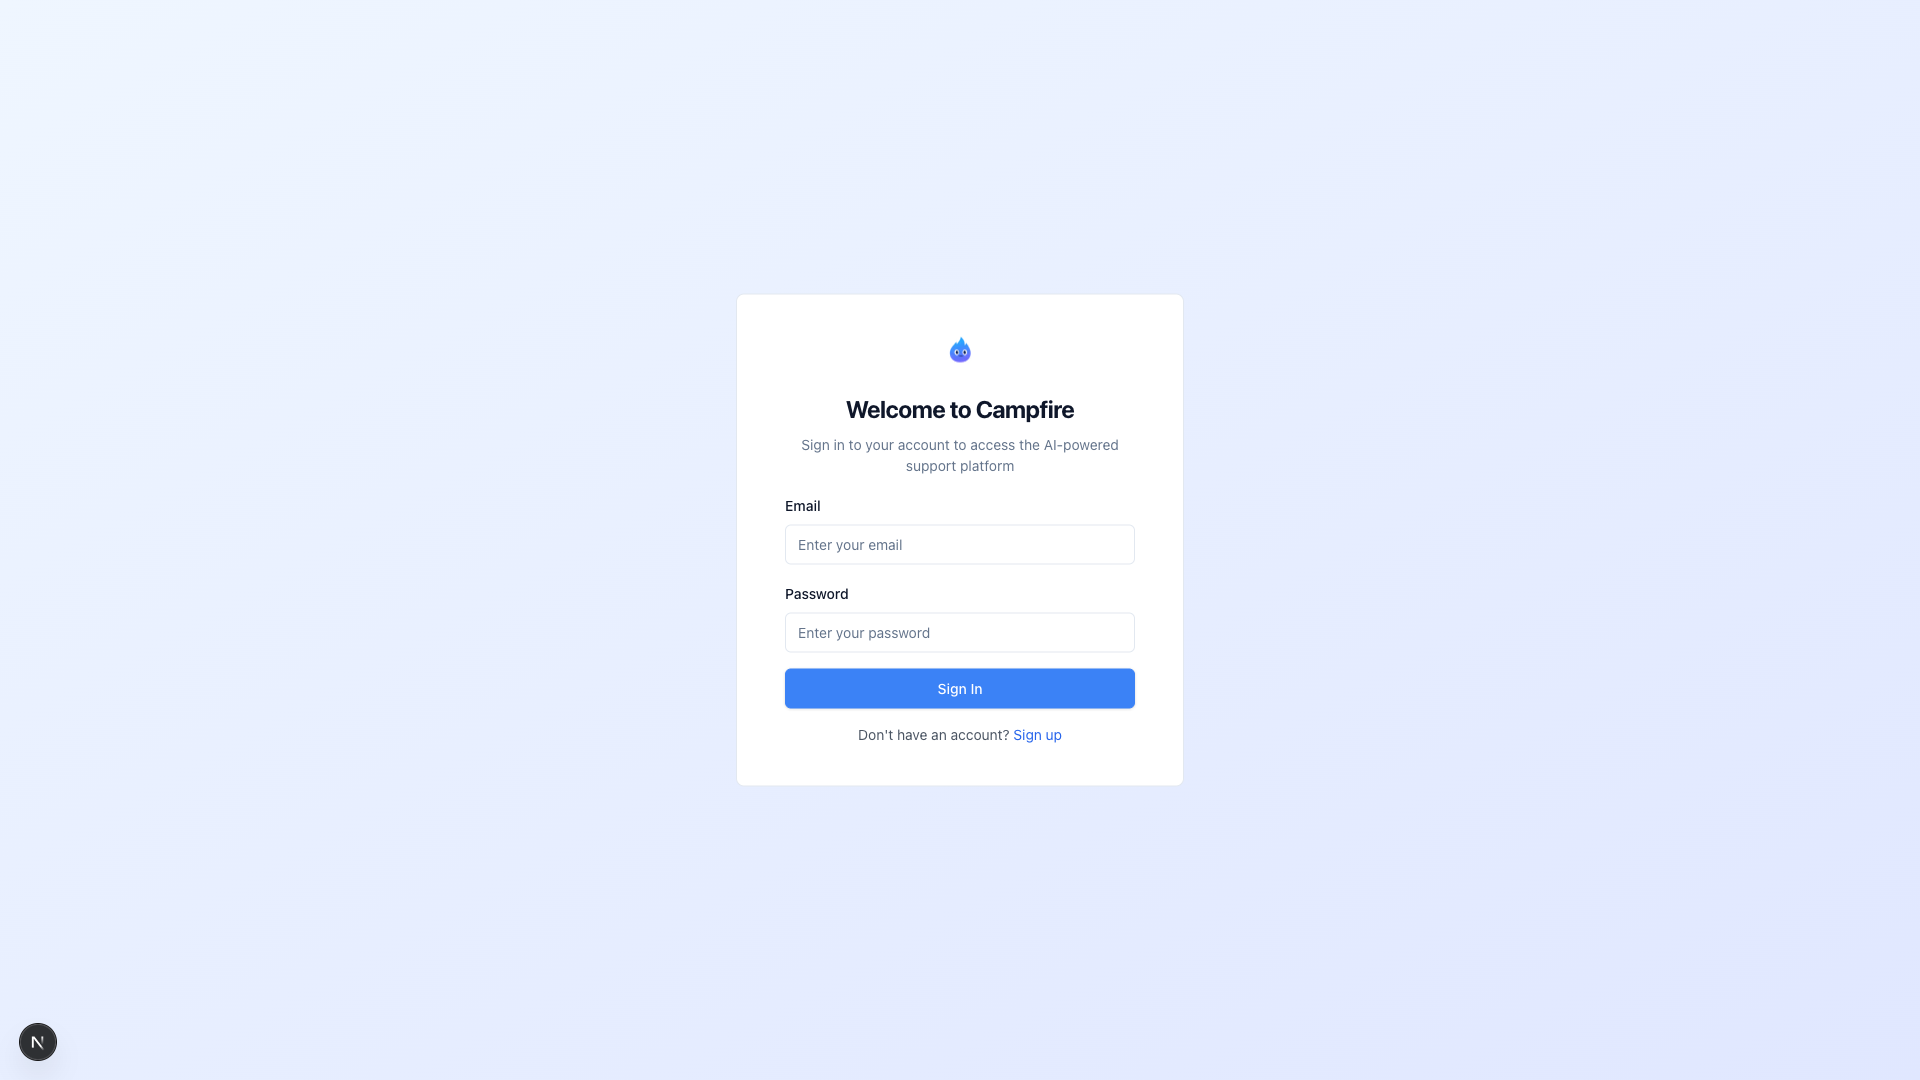 Welcome to Campfire
Sign in to your account to access the AI-powered
support platform
Email
Enter your email
Password
Enter your password
Sign In
Don't have an account? Sign up
N